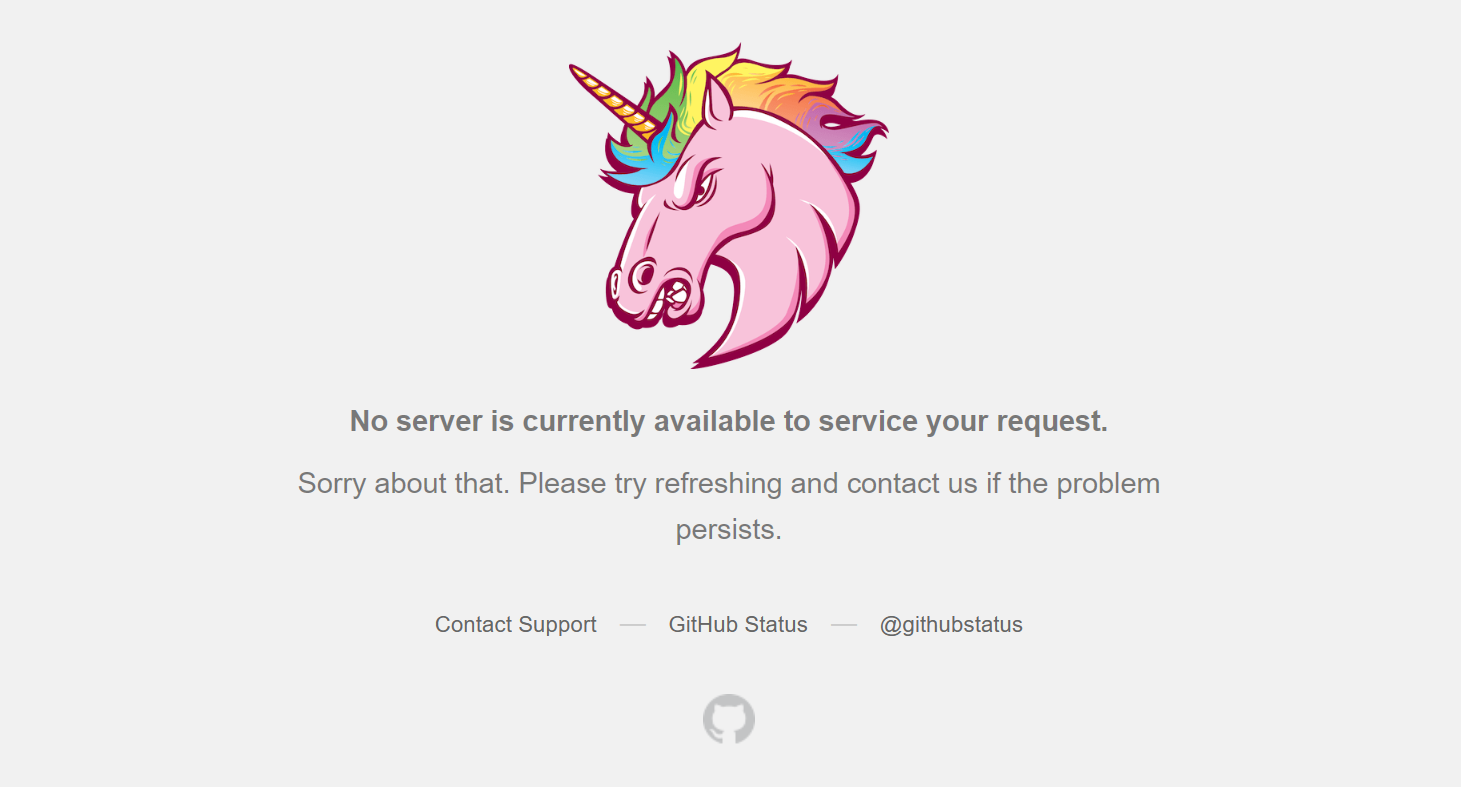 No server is currently available to service your request.
Sorry about that. Please try refreshing and contact us if the problem
persists.
Contact Support — GitHub Status — @githubstatus